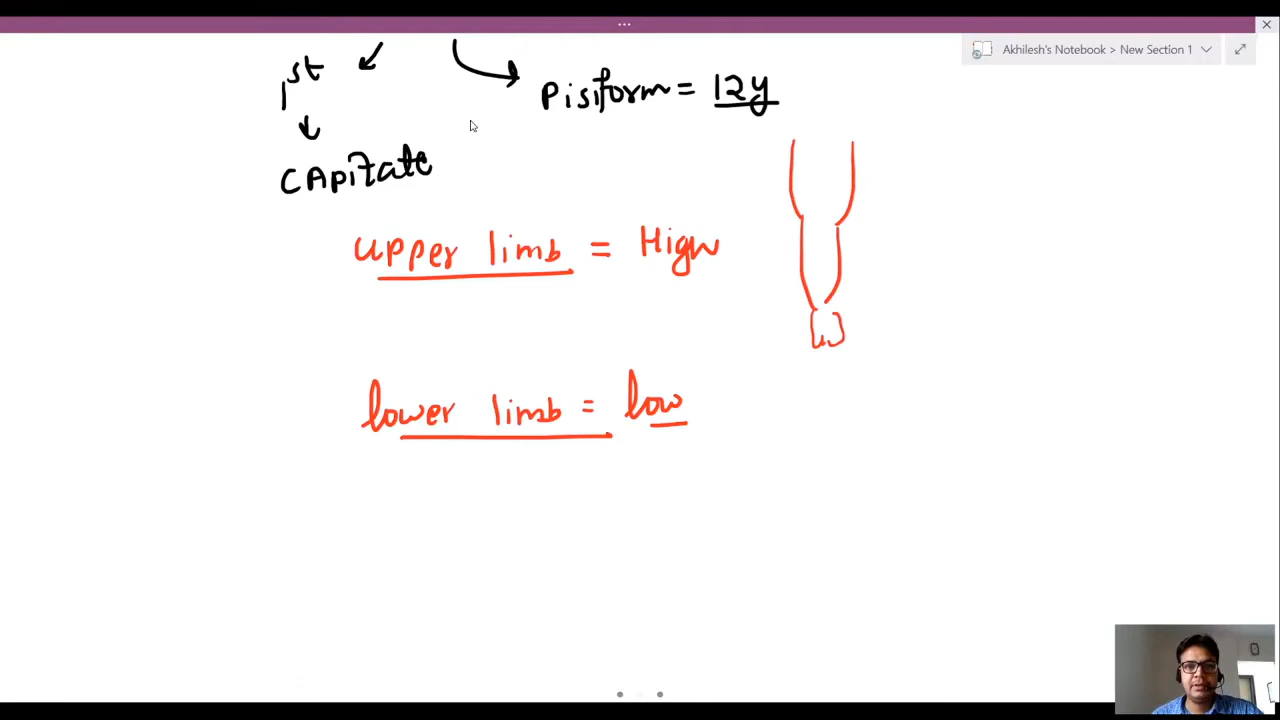 Akhilesh's Notebook > New Section 1
1st
Pisiform = 12y
CApitate
upper limb = High
lower limb = low